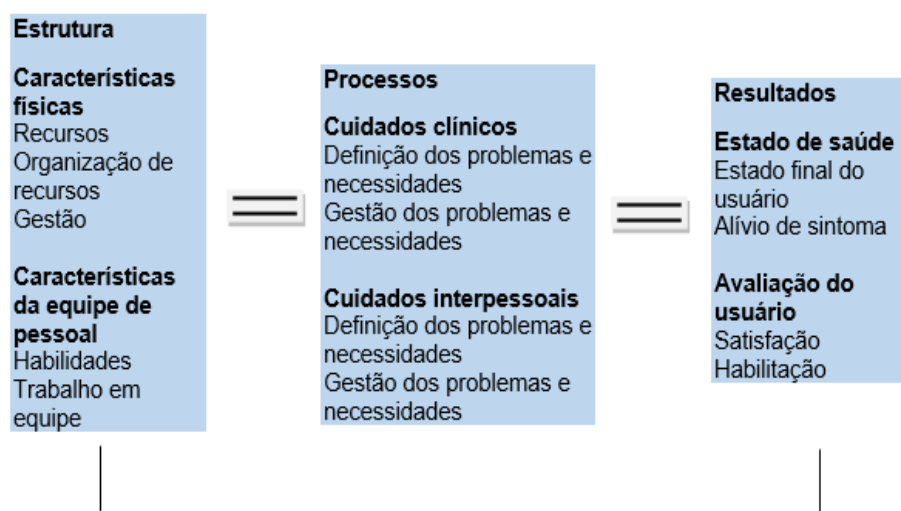 Estrutura
Características
físicas
Recursos
Organização de
recursos
Gestão
Características
da equipe de
pessoal
Habilidades
Trabalho em
equipe
Processos
Cuidados clínicos
Definição dos problemas e
necessidades
Gestão dos problemas e
necessidades
Cuidados interpessoais
Definição dos problemas e
necessidades
Gestão dos problemas e
necessidades
Resultados
Estado de saúde
Estado final do
usuário
Alívio de sintoma
Avaliação do
usuário
Satisfação
Habilitação